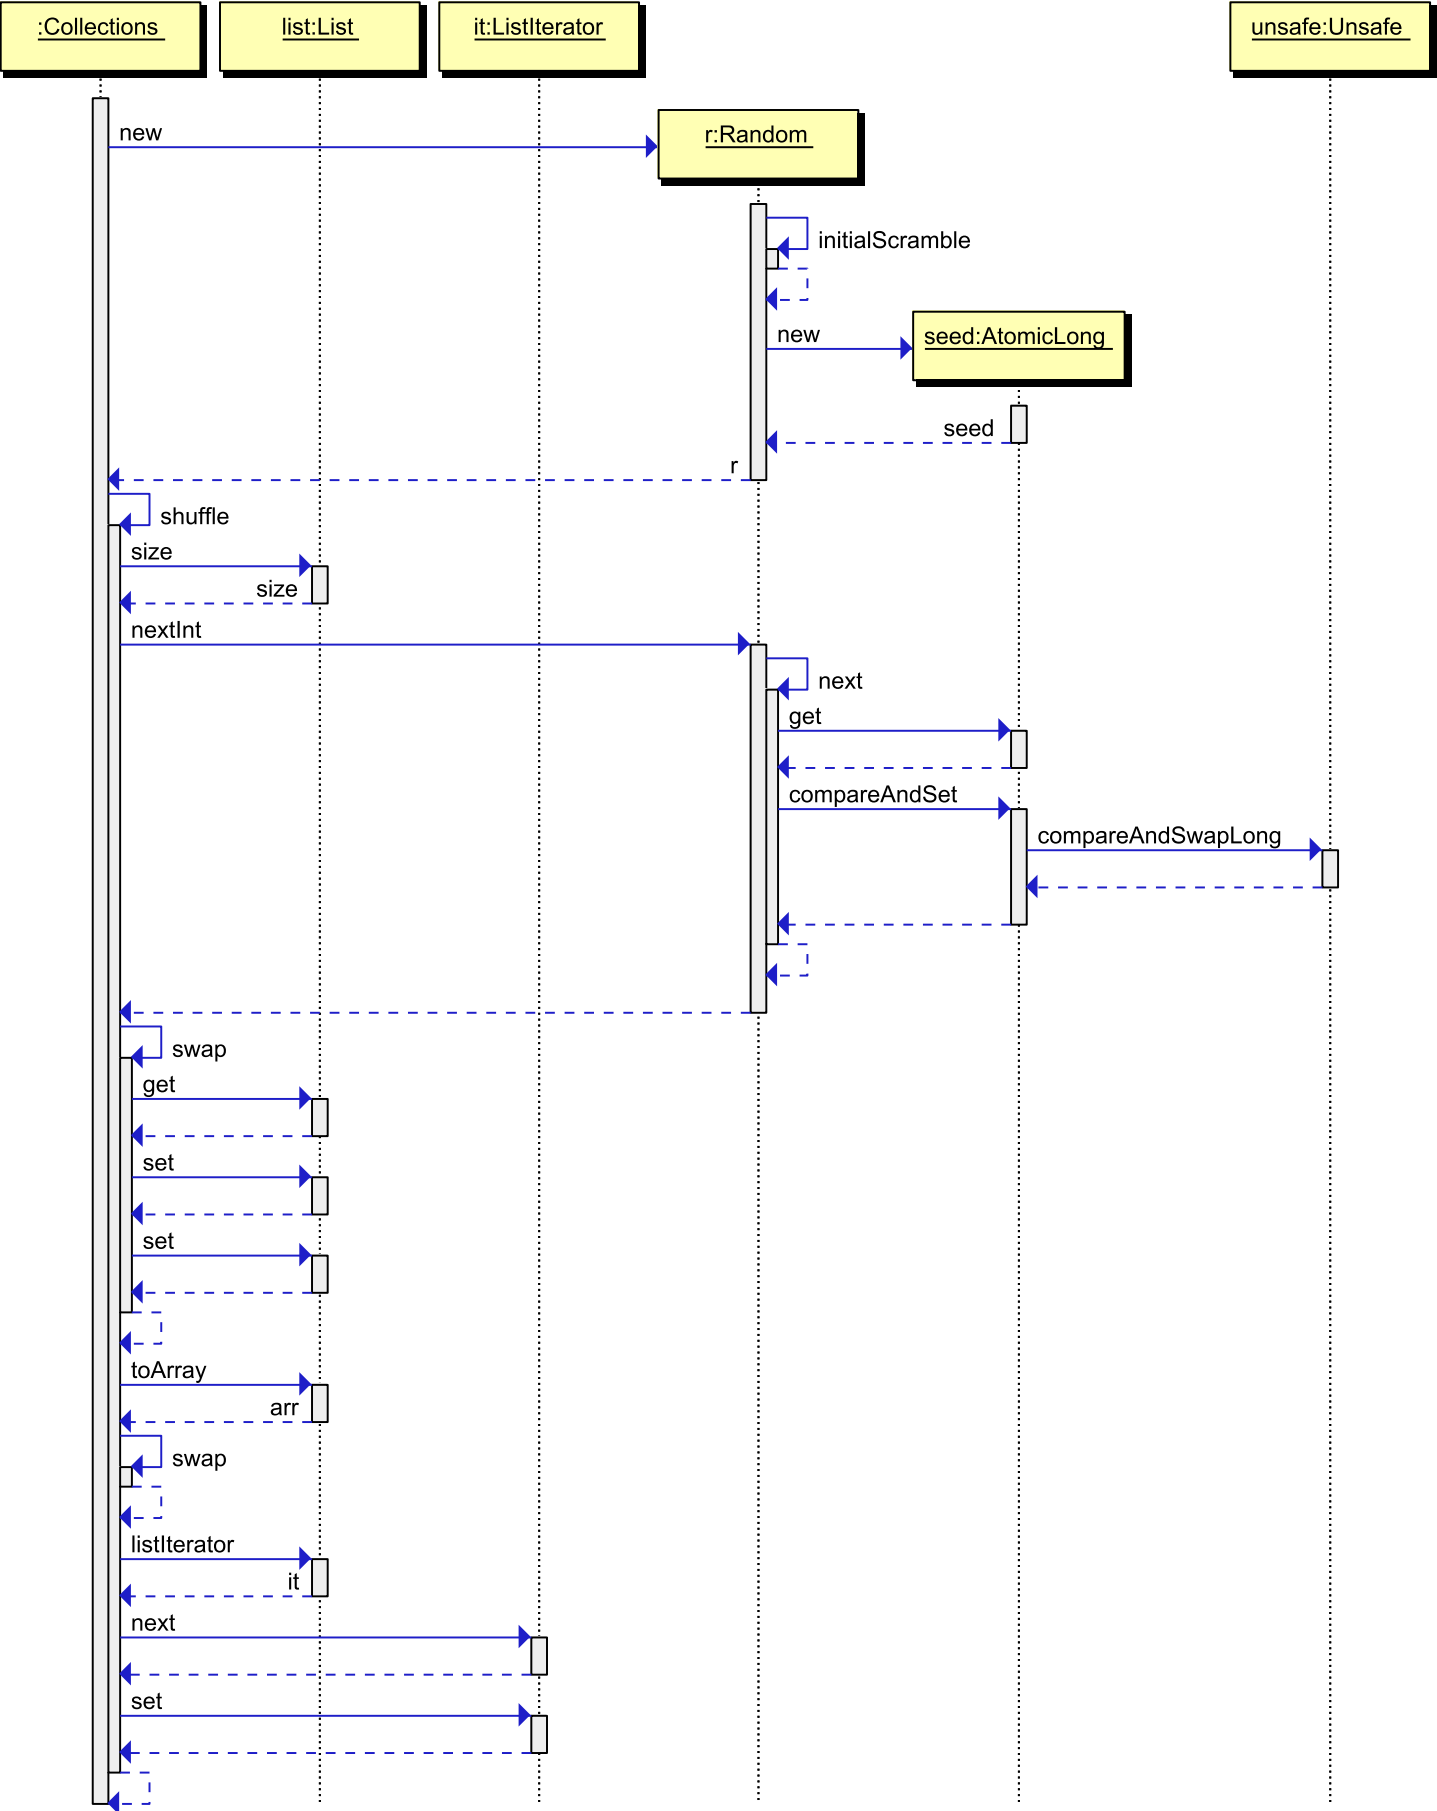 :Collections
list:List
it:ListIterator
unsafe:Unsafe
new
r:Random
initialScramble
new
seed:AtomicLong
seed
r
shuffle
size
size
nextInt
next
get
compareAndSet
compareAndSwapLong
swap
get
set
set
toArray
arr
swap
listIterator
it
next
set